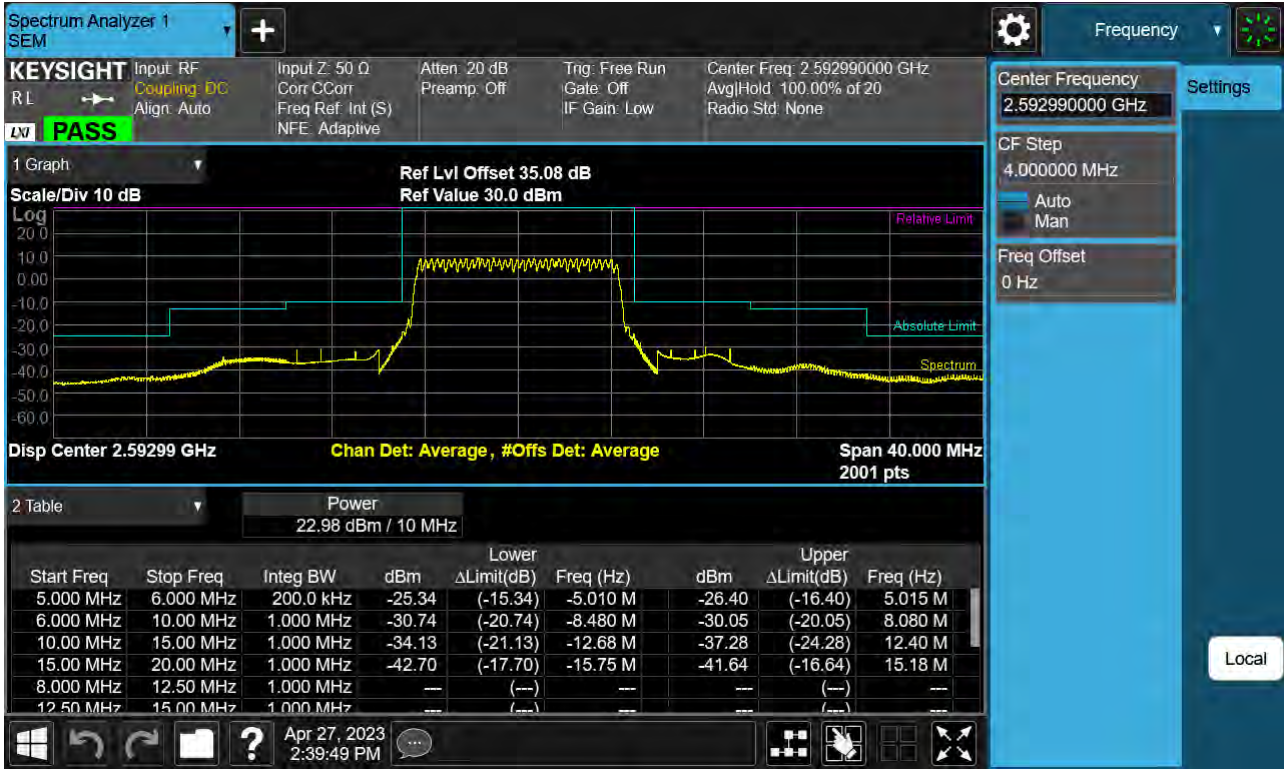 Spectrum Analyzer 1
SEM
Frequency
KEYSIGHT
R L
LXI
PASS
Input: RF
Coupling: DC
Align: Auto
Input Z: 50 Ω
Corr CCorr
Freq Ref: Int (S)
NFE: Adaptive
Atten: 20 dB
Preamp: Off
Trig: Free Run
Gate: Off
IF Gain: Low
Center Freq: 2.592990000 GHz
Avg|Hold: 100.00% of 20
Radio Std: None
Center Frequency
2.592990000 GHz
Settings
CF Step
4.000000 MHz
Auto
Man
Freq Offset
0 Hz
Local
1 Graph
Scale/Div 10 dB
Ref Lvl Offset 35.08 dB
Ref Value 30.0 dBm
Log
20.0
10.0
0.00
-10.0
-20.0
-30.0
-40.0
-50.0
-60.0
Relative Limit
Absolute Limit
Spectrum
Disp Center 2.59299 GHz
Chan Det: Average , #Offs Det: Average
Span 40.000 MHz
2001 pts
2 Table
Power
22.98 dBm / 10 MHz
Lower Upper
Start Freq Stop Freq Integ BW dBm ΔLimit(dB) Freq (Hz) dBm ΔLimit(dB) Freq (Hz)
5.000 MHz 6.000 MHz 200.0 kHz -25.34 (-15.34) -5.010 M -26.40 (-16.40) 5.015 M
6.000 MHz 10.00 MHz 1.000 MHz -30.74 (-20.74) -8.480 M -30.05 (-20.05) 8.080 M
10.00 MHz 15.00 MHz 1.000 MHz -34.13 (-21.13) -12.68 M -37.28 (-24.28) 12.40 M
15.00 MHz 20.00 MHz 1.000 MHz -42.70 (-17.70) -15.75 M -41.64 (-16.64) 15.18 M
8.000 MHz 12.50 MHz 1.000 MHz --- (---) --- --- (---) ---
12.50 MHz 15.00 MHz 1.000 MHz --- (---) --- --- (---) ---
Apr 27, 2023
2:39:49 PM